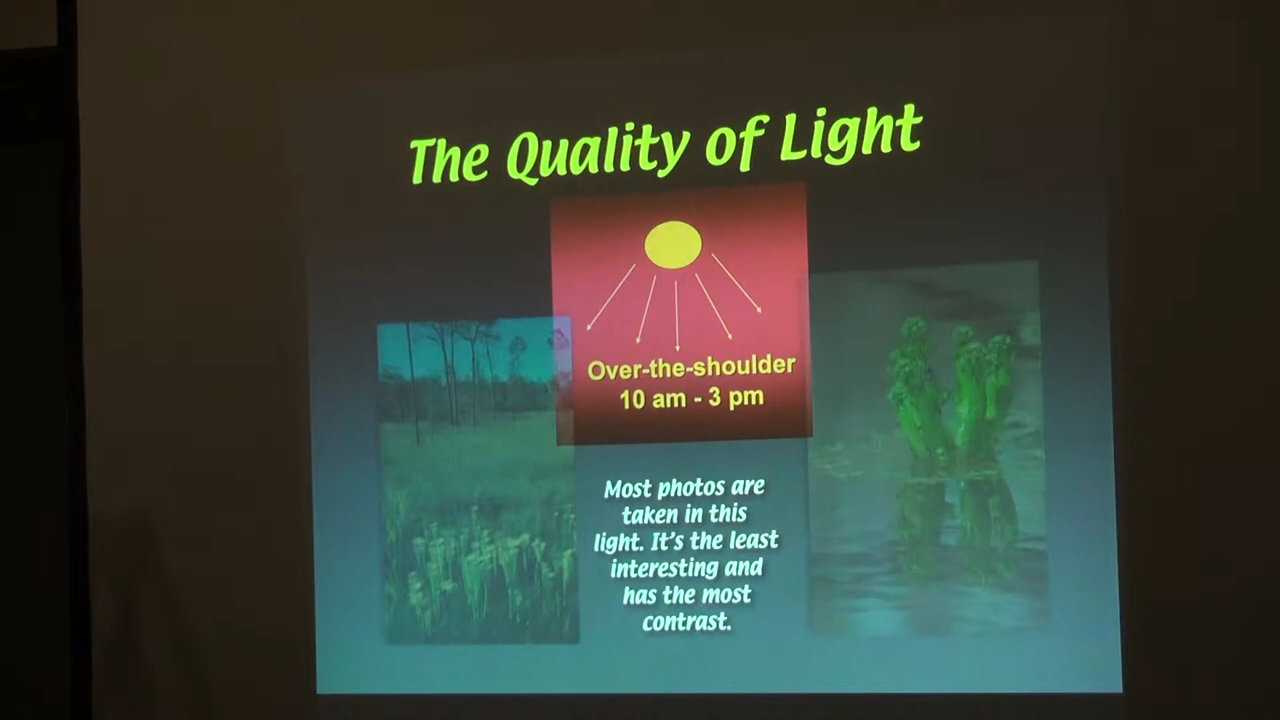 The Quality of Light
Over-the-shoulder
10 am - 3 pm
Most photos are
taken in this
light. It's the least
interesting and
has the most
contrast.